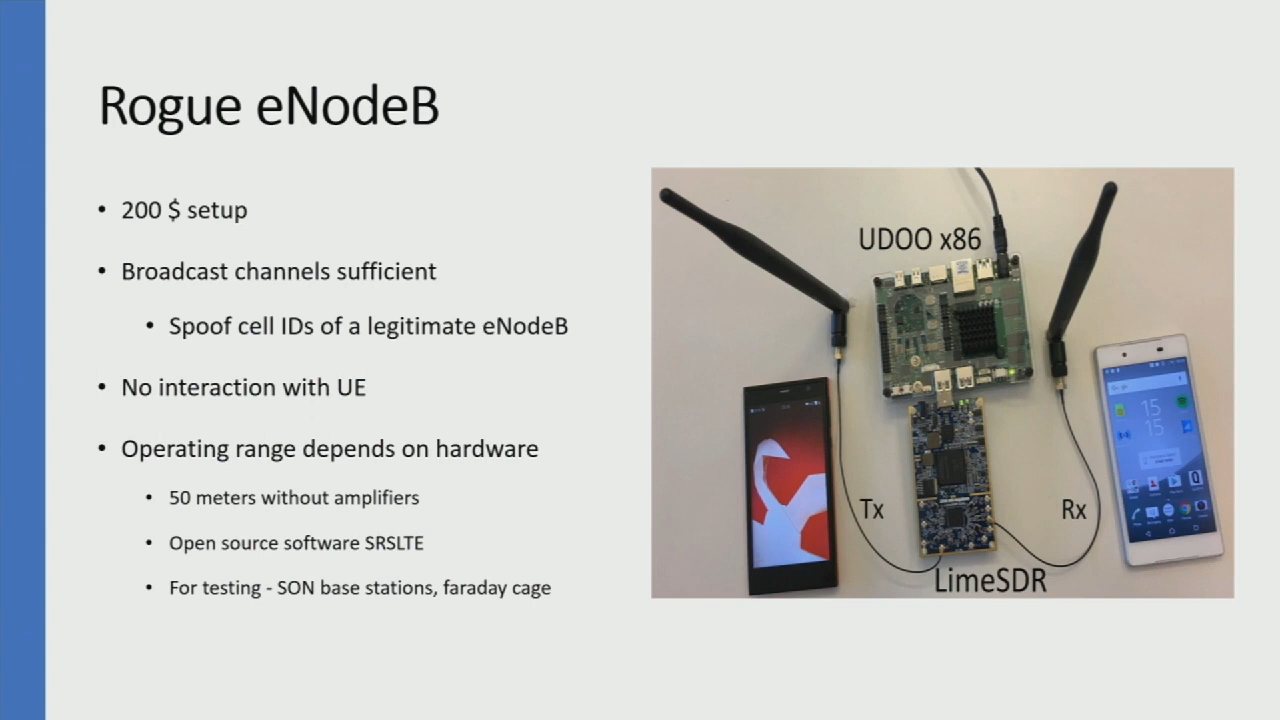 Rogue eNodeB
• 200 $ setup
• Broadcast channels sufficient
• Spoof cell IDs of a legitimate eNodeB
• No interaction with UE
• Operating range depends on hardware
• 50 meters without amplifiers
• Open source software SRSLTE
• For testing - SON base stations, faraday cage
UDOO x86
Tx
Rx
LimeSDR
15
15